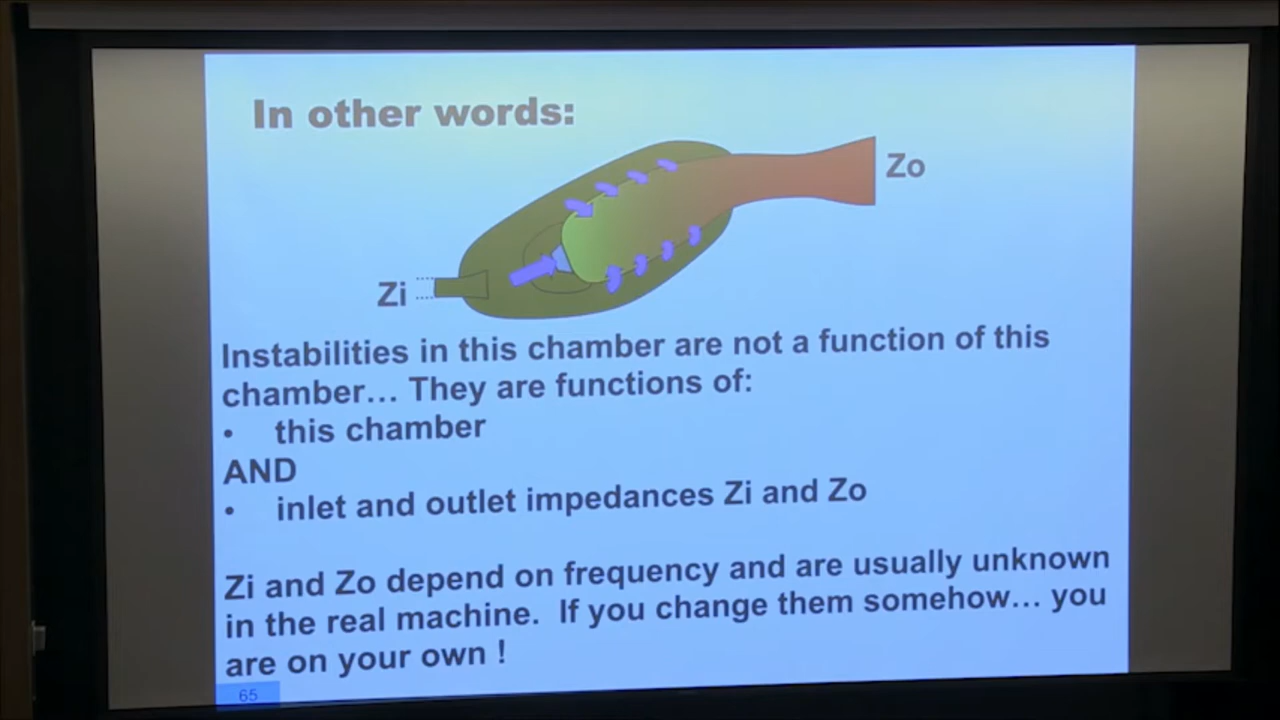 In other words:
Zo
Zi
Instabilities in this chamber are not a function of this
chamber... They are functions of:
• this chamber
AND
• inlet and outlet impedances Zi and Zo
Zi and Zo depend on frequency and are usually unknown
in the real machine. If you change them somehow... you
are on your own !
65